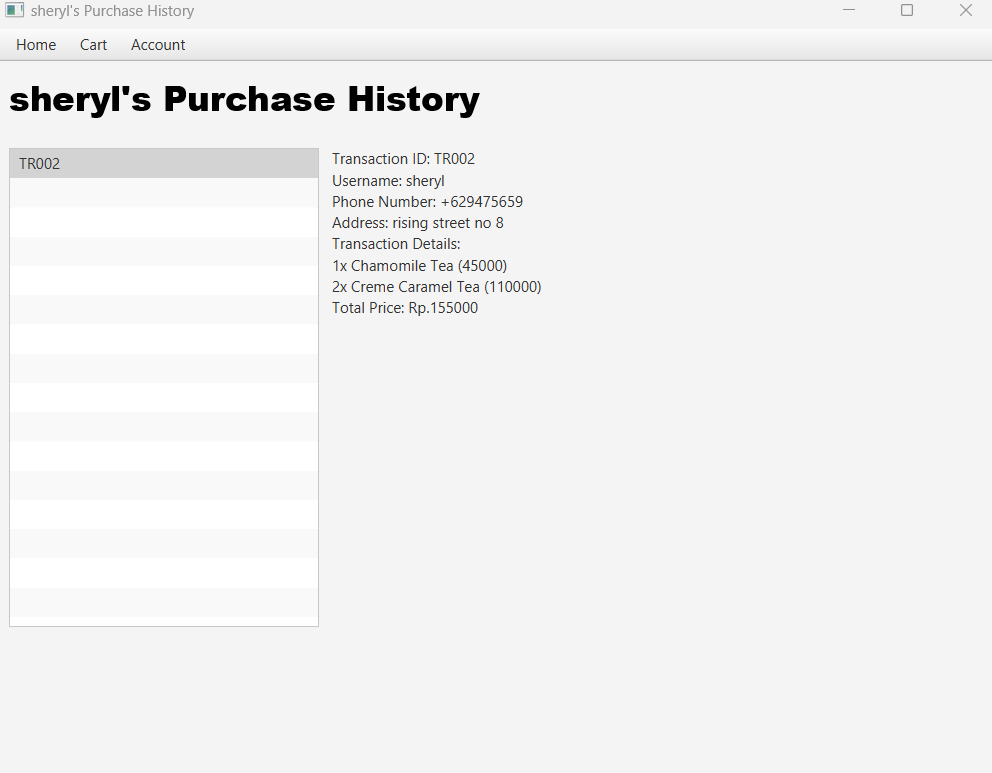 sheryl's Purchase History
Home Cart Account
sheryl's Purchase History
TR002
Transaction ID: TR002
Username: sheryl
Phone Number: +629475659
Address: rising street no 8
Transaction Details:
1x Chamomile Tea (45000)
2x Creme Caramel Tea (110000)
Total Price: Rp.155000